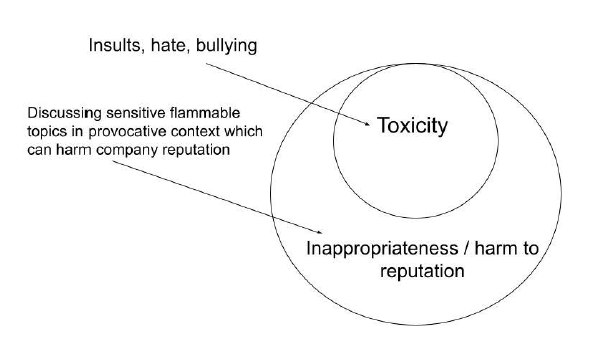 Insults, hate, bullying
Discussing sensitive flammable
topics in provocative context which
can harm company reputation
Toxicity
Inappropriateness / harm to
reputation